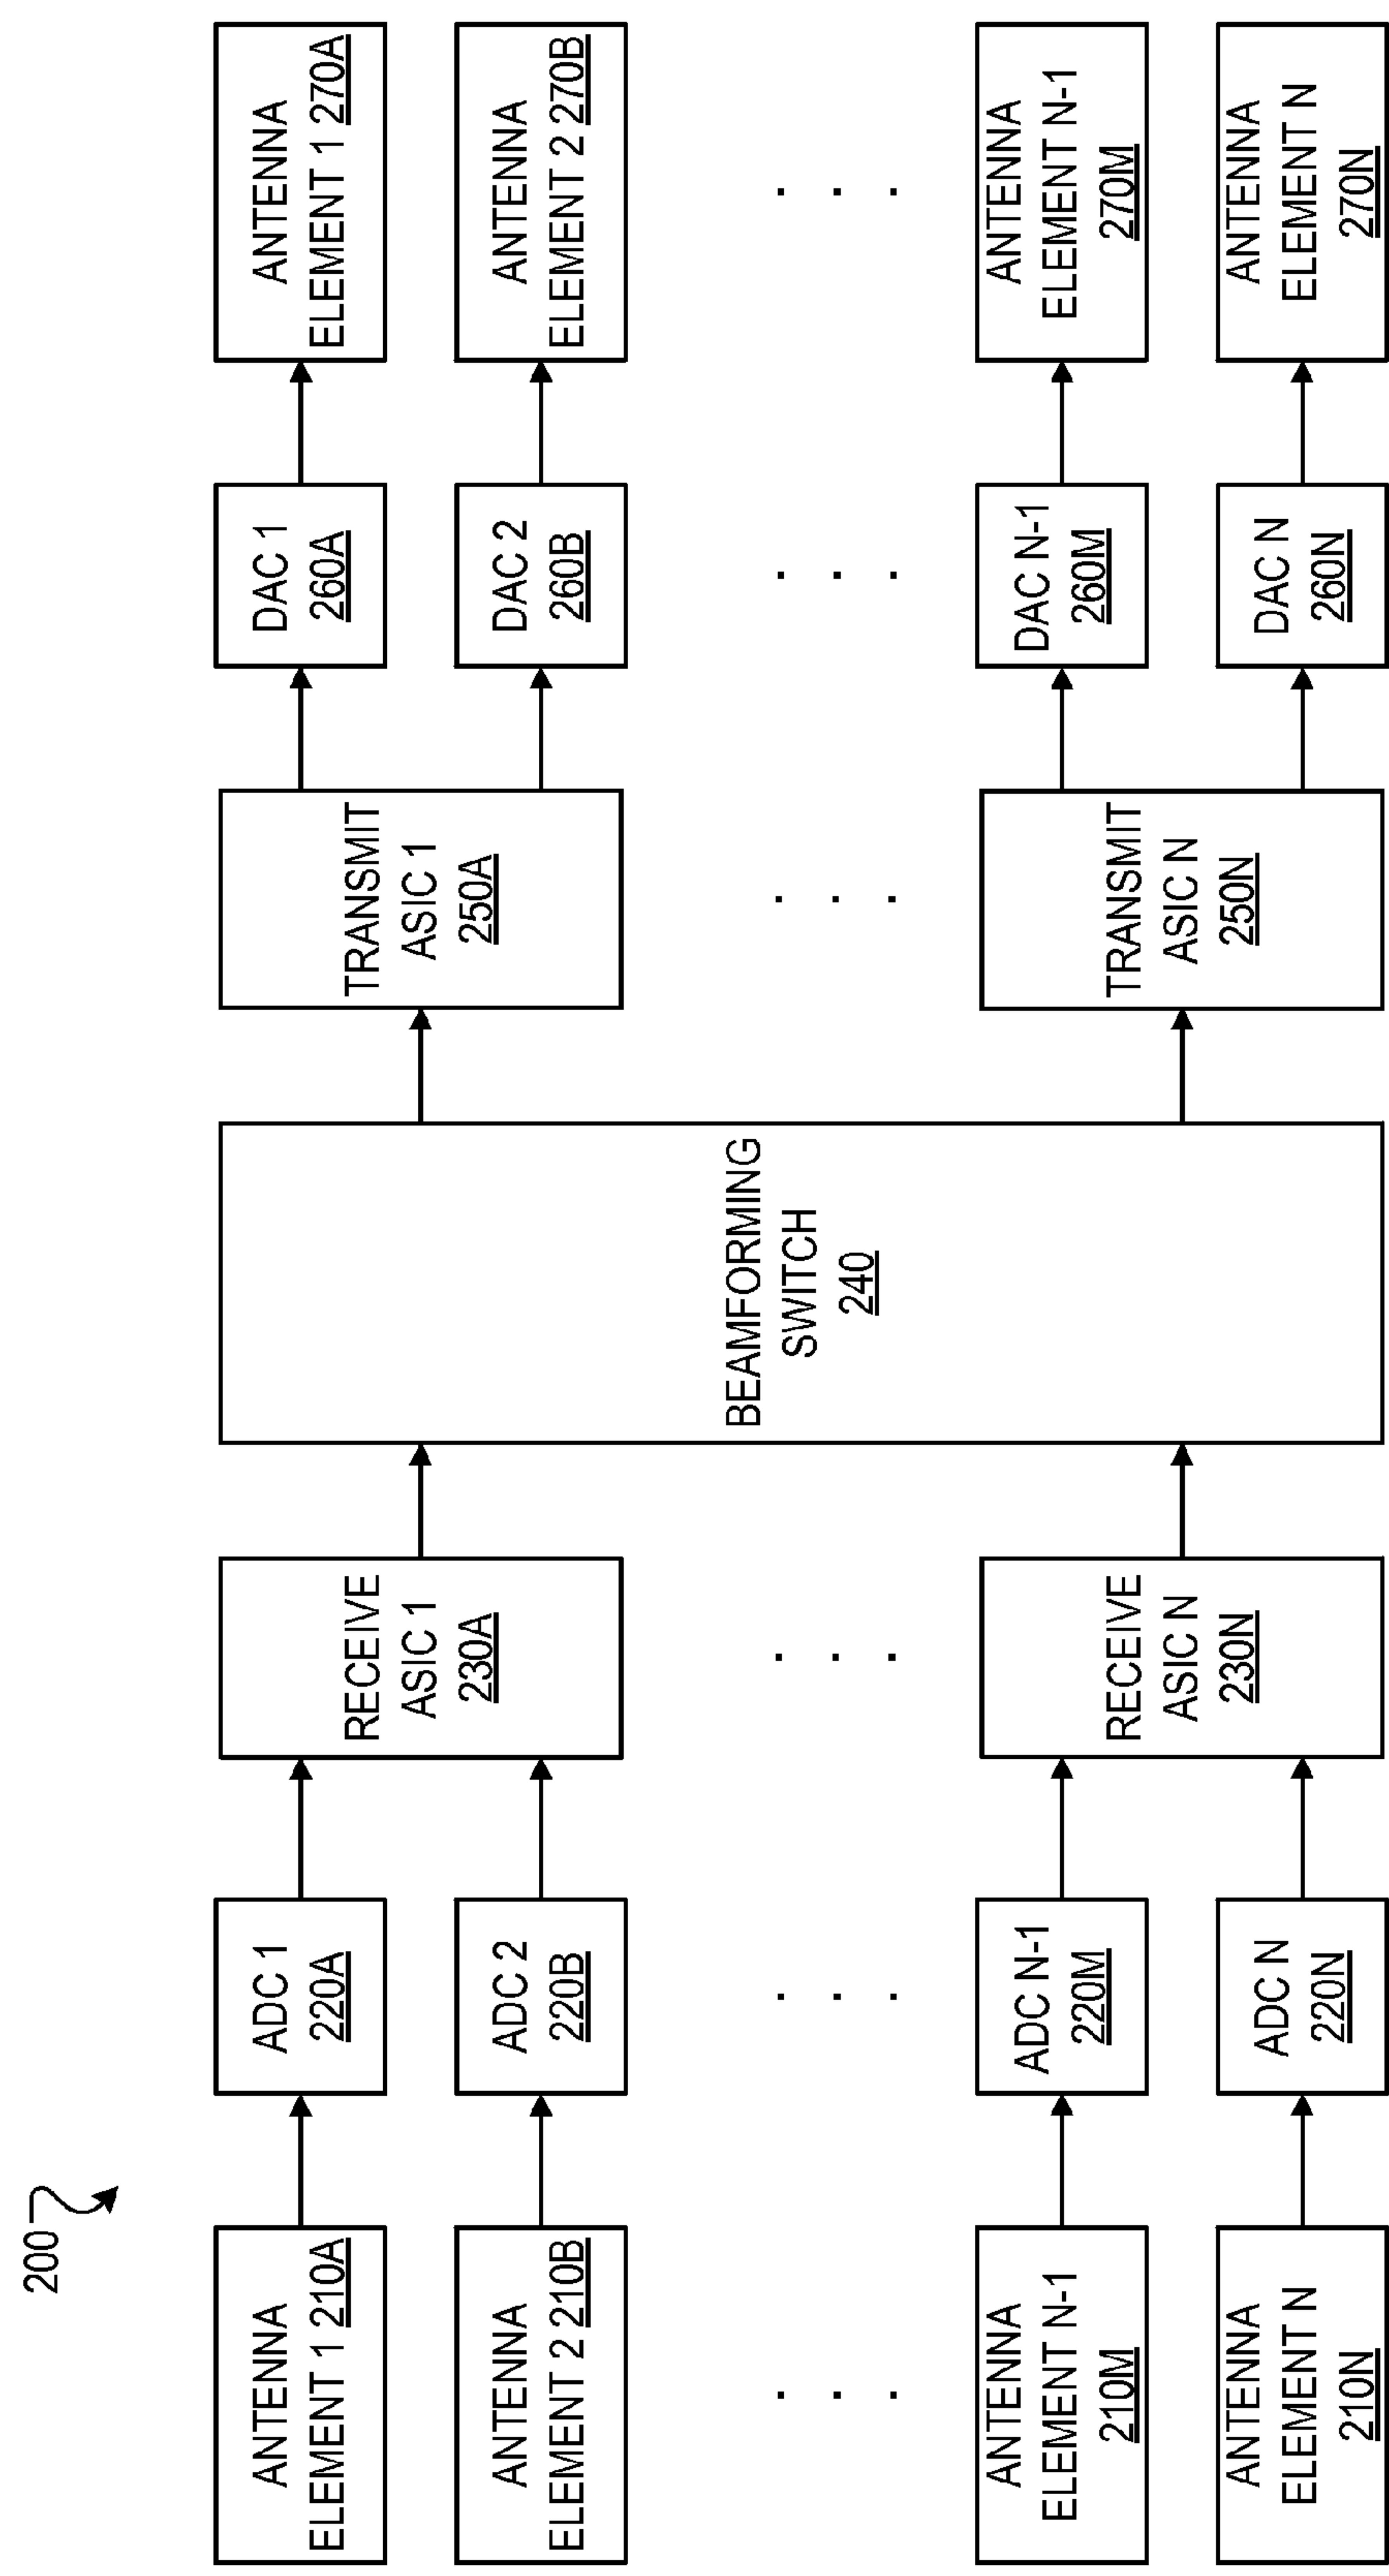 200
ANTENNA
ELEMENT 1 210A
ADC 1
220A
RECEIVE
ASIC 1
230A
TRANSMIT
ASIC 1
250A
DAC 1
260A
ANTENNA
ELEMENT 1 270A
ANTENNA
ELEMENT 2 210B
ADC 2
220B
DAC 2
260B
ANTENNA
ELEMENT 2 270B
BEAMFORMING
SWITCH
240
. . .
. . .
. . .
. . .
. . .
. . .
ANTENNA
ELEMENT N-1
210M
ADC N-1
220M
RECEIVE
ASIC N
230N
TRANSMIT
ASIC N
250N
DAC N-1
260M
ANTENNA
ELEMENT N-1
270M
ANTENNA
ELEMENT N
210N
ADC N
220N
DAC N
260N
ANTENNA
ELEMENT N
270N